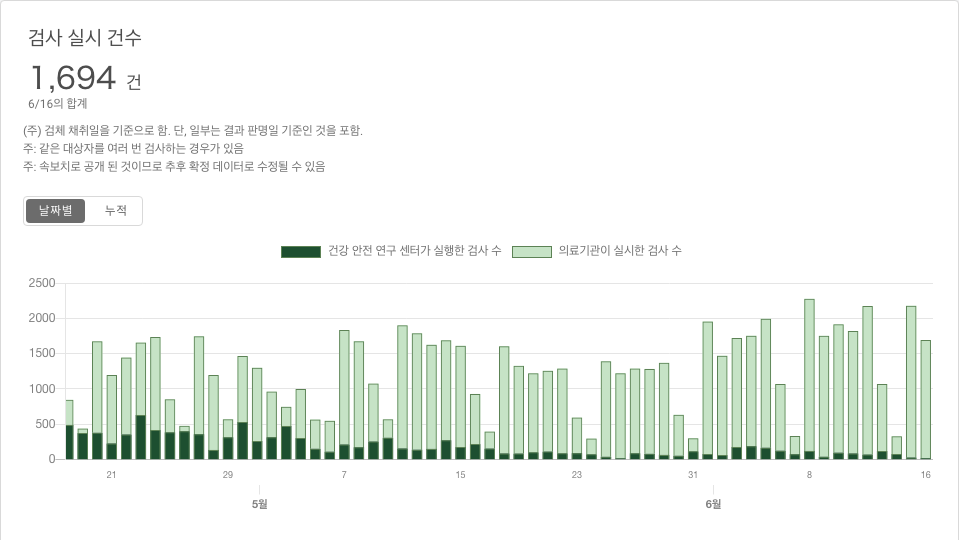 검사 실시 건수
1,694 건
6/16의 합계
(주) 검체 채취일을 기준으로 함. 단, 일부는 결과 판명일 기준인 것을 포함.
주: 같은 대상자를 여러 번 검사하는 경우가 있음
주: 속보치로 공개 된 것이므로 추후 확정 데이터로 수정될 수 있음
날짜별 누적
건강 안전 연구 센터가 실행한 검사 수 의료기관이 실시한 검사 수
2500
2000
1500
1000
500
0
21 29 7 15 23 31 8 16
5월 6월